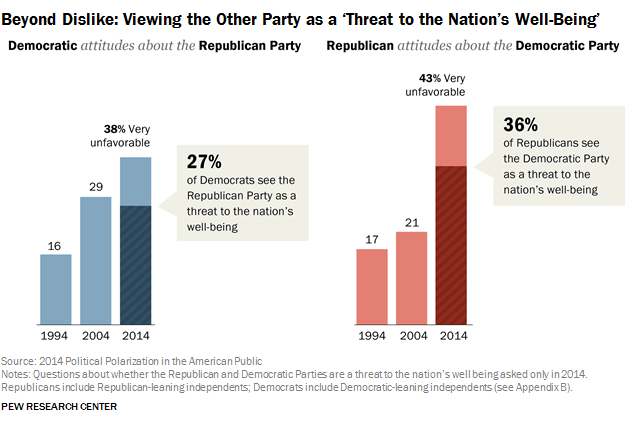 Beyond Dislike: Viewing the Other Party as a ‘Threat to the Nation’s Well-Being’
Democratic attitudes about the Republican Party
38% Very
unfavorable
29
16
27%
of Democrats see the
Republican Party as a
threat to the nation’s
well-being
1994 2004 2014
Republican attitudes about the Democratic Party
43% Very
unfavorable
17
21
36%
of Republicans see
the Democratic Party
as a threat to the
nation’s well-being
1994 2004 2014
Source: 2014 Political Polarization in the American Public
Notes: Questions about whether the Republican and Democratic Parties are a threat to the nation’s well being asked only in 2014.
Republicans include Republican-leaning independents; Democrats include Democratic-leaning independents (see Appendix B).
PEW RESEARCH CENTER